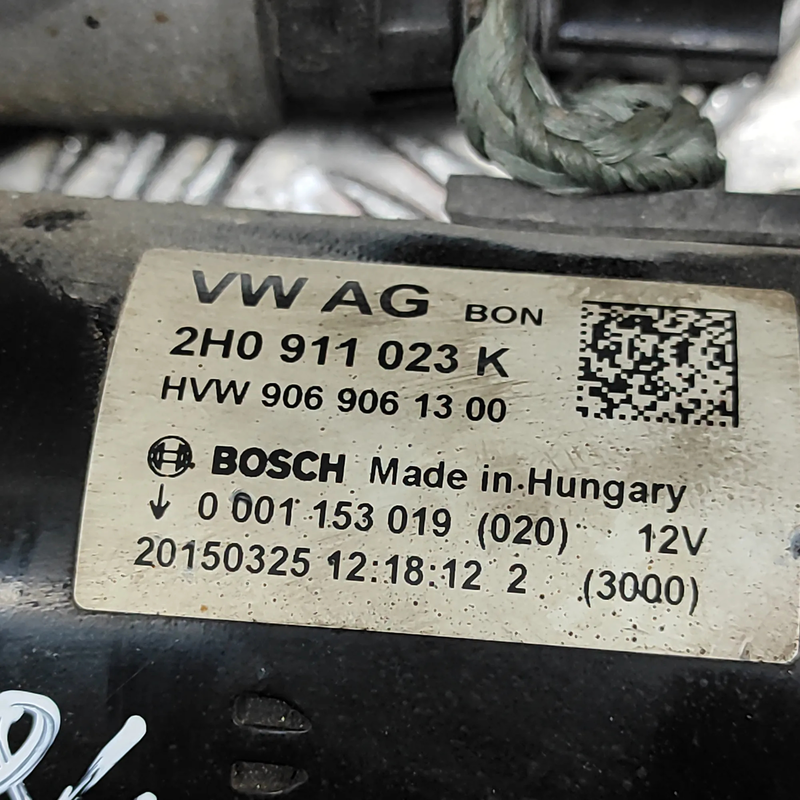 VW AG BON
2H0 911 023 K
HVW 906 906 13 00
BOSCH Made in Hungary
↓ 0 001 153 019 (020) 12V
20150325 12:18:12 2 (3000)